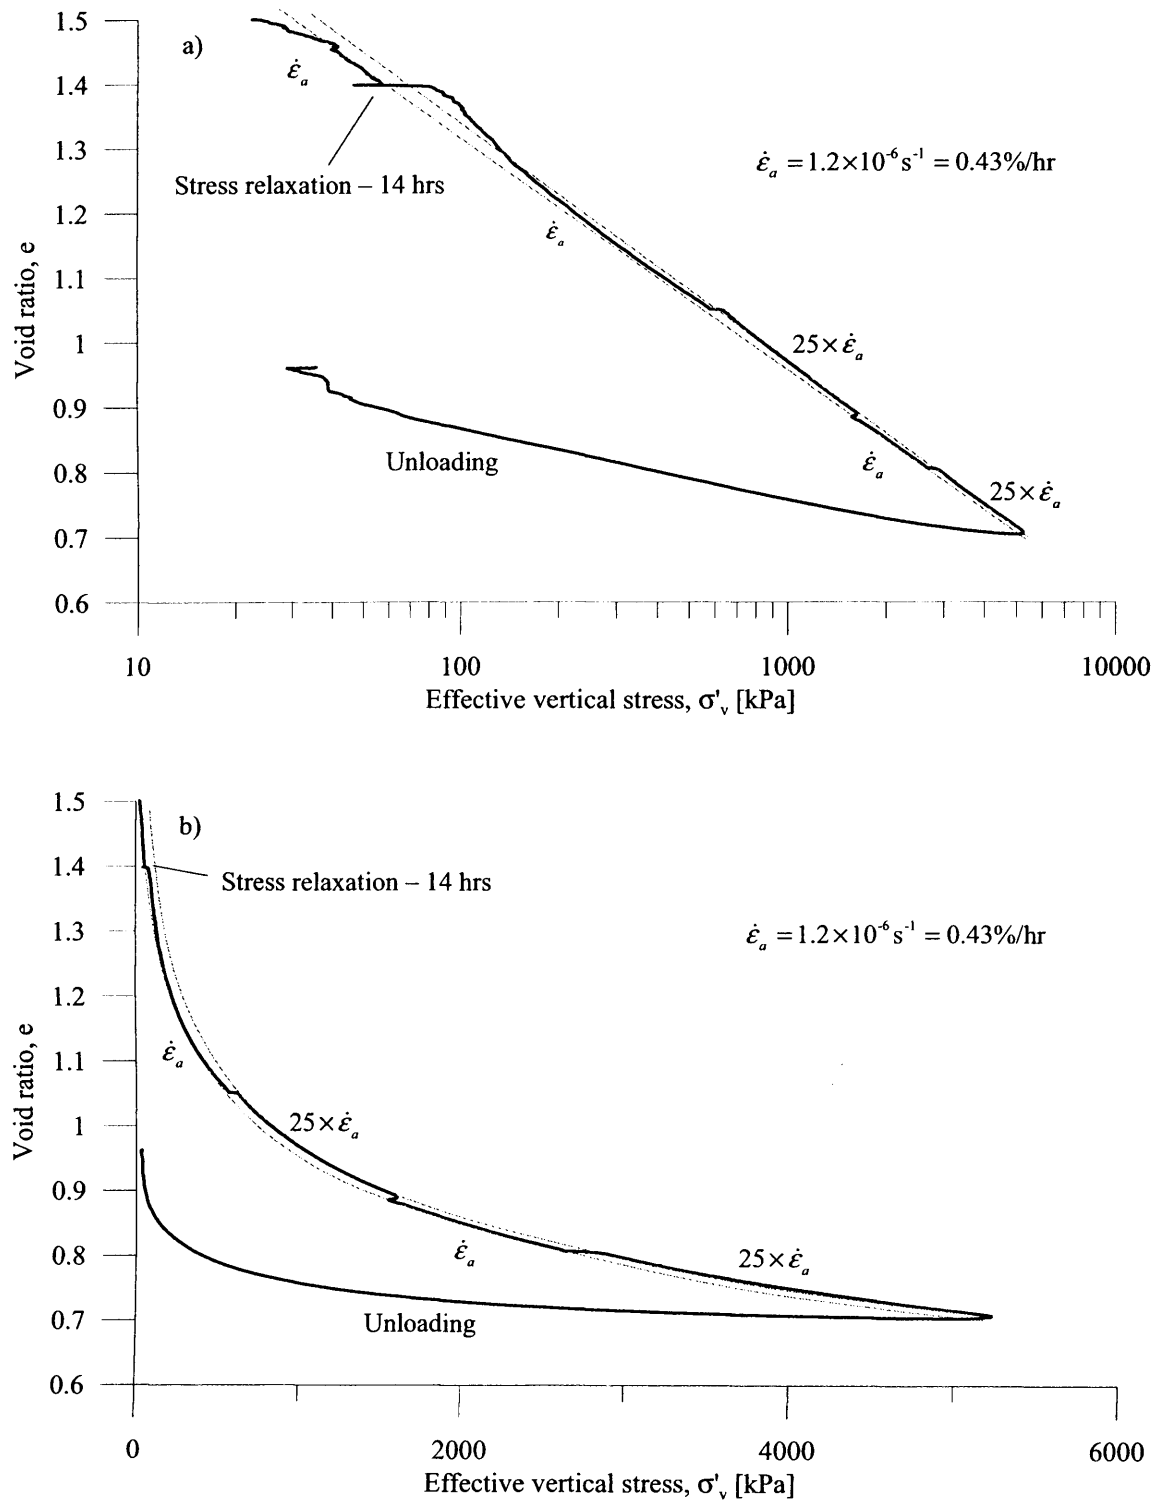 1.5
a)
ε̇ₐ
1.4
1.3
ε̇ₐ = 1.2×10⁻⁶ s⁻¹ = 0.43%/hr
Stress relaxation – 14 hrs
1.2
ε̇ₐ
1.1
1
25×ε̇ₐ
0.9
Unloading
ε̇ₐ
0.8
25×ε̇ₐ
0.7
0.6
Void ratio, e
10 100 1000 10000
Effective vertical stress, σ'ᵥ [kPa]
1.5
b)
1.4
Stress relaxation – 14 hrs
1.3
ε̇ₐ = 1.2×10⁻⁶ s⁻¹ = 0.43%/hr
1.2
1.1
ε̇ₐ
1
25×ε̇ₐ
0.9
ε̇ₐ
0.8
25×ε̇ₐ
0.7
Unloading
0.6
Void ratio, e
0 2000 4000 6000
Effective vertical stress, σ'ᵥ [kPa]